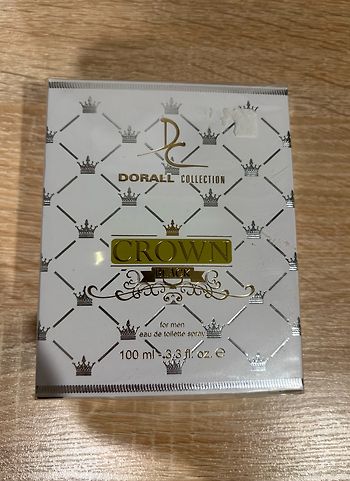 DC
DORALL COLLECTION
CROWN
BLACK
for men
eau de toilette spray
100 ml - 3.3 fl. oz. ℮